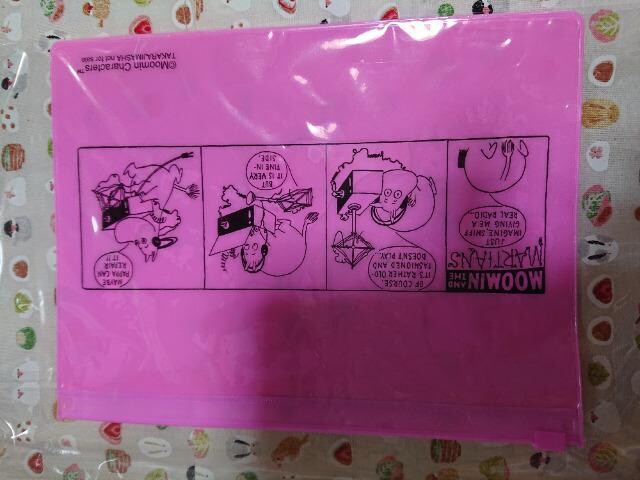 MOOMIN AND THE
MARTIANS
JUST
IMAGINE, SNIFF
GIVING ME A
REAL RADIO..
OF COURSE,
IT'S RATHER OLD-
FASHIONED AND
DOESN'T PLAY.
BUT
IT IS VERY
FINE IN-
SIDE.
MAYBE
PAPPA CAN
REPAIR
IT!!
©Moomin Characters™
TAKARAJIMASHA not for sale